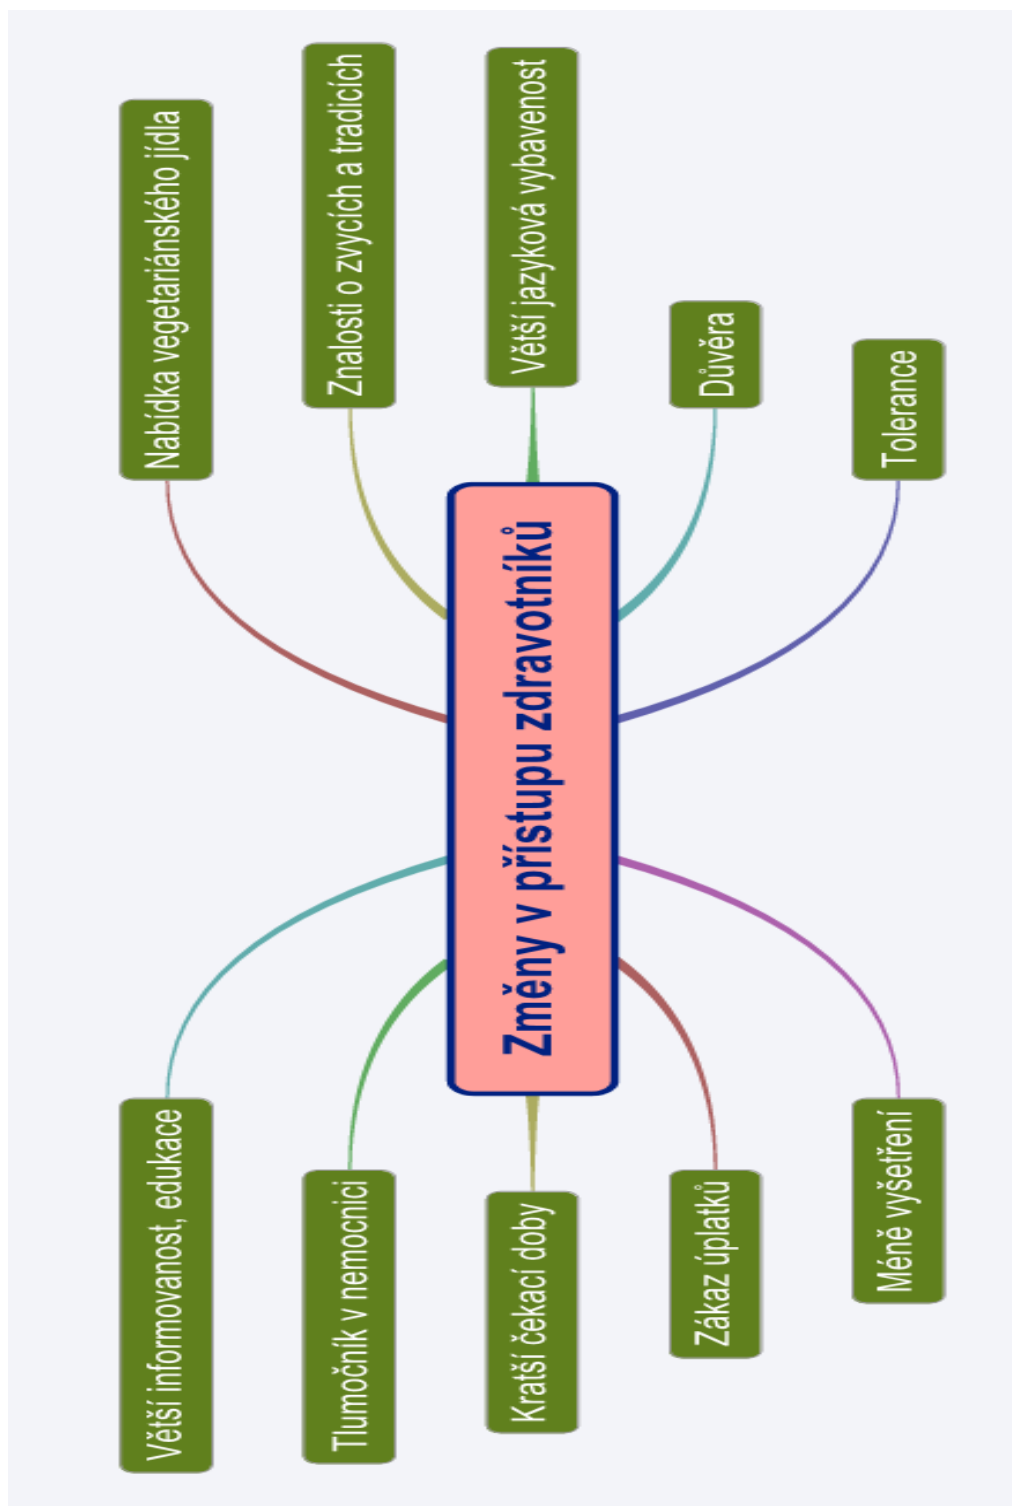 Větší informovanost, edukace
Tlumočník v nemocnici
Kratší čekací doby
Zákaz úplatků
Méně vyšetření
Změny v přístupu zdravotníků
Nabídka vegetariánského jídla
Znalosti o zvycích a tradicích
Větší jazyková vybavenost
Důvěra
Tolerance